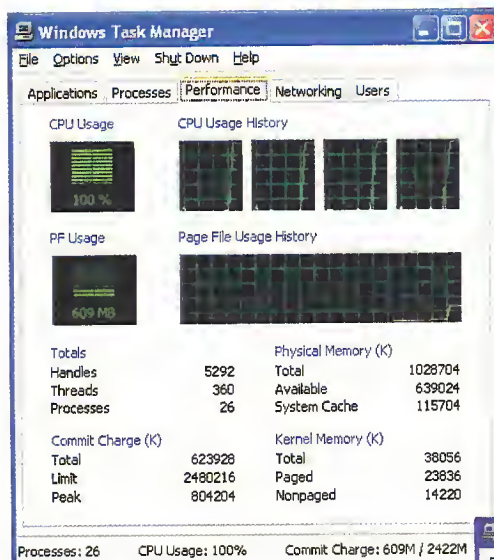 Windows Task Manager
File Options View Shut Down Help
Applications Processes Performance Networking Users
CPU Usage CPU Usage History
100 %
PF Usage Page File Usage History
609 MB
Totals Physical Memory (K)
Handles 5292 Total 1028704
Threads 360 Available 639024
Processes 26 System Cache 115704
Commit Charge (K) Kernel Memory (K)
Total 623928 Total 38056
Limit 2480216 Paged 23836
Peak 804204 Nonpaged 14220
Processes: 26 CPU Usage: 100% Commit Charge: 609M / 2422M